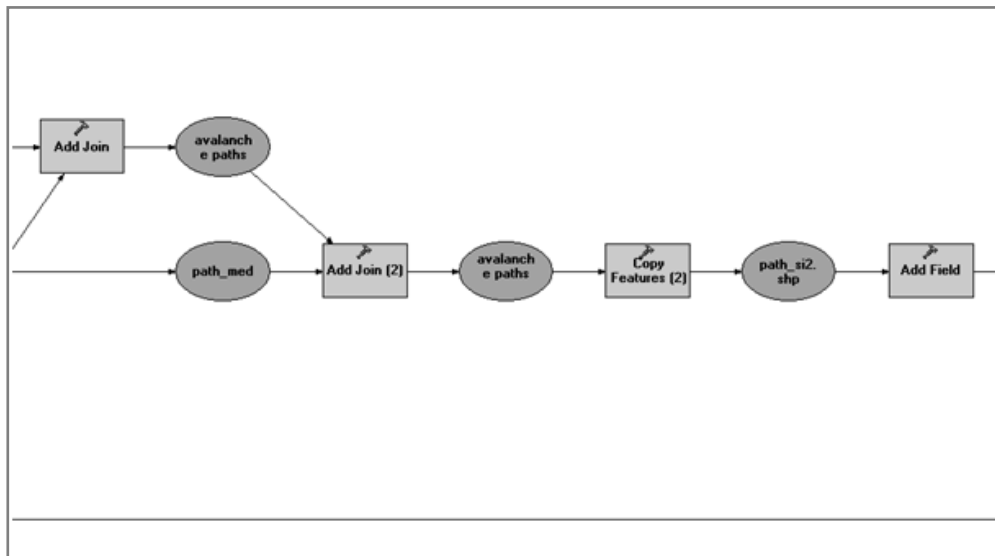 Add Join
avalanch
e paths
path_med
Add Join (2)
avalanch
e paths
Copy
Features (2)
path_si2.
shp
Add Field